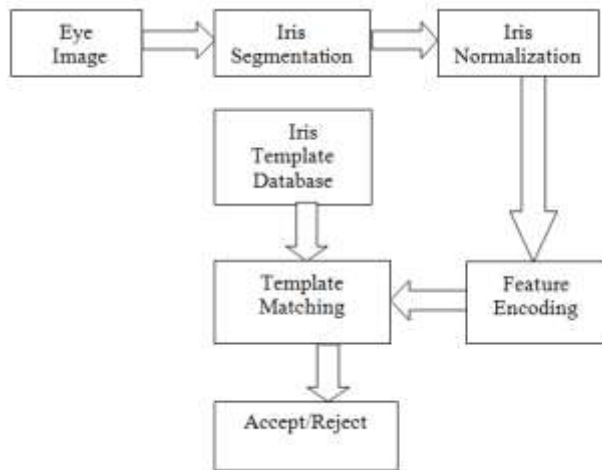 Eye
Image
Iris
Segmentation
Iris
Normalization
Iris
Template
Database
Template
Matching
Feature
Encoding
Accept/Reject